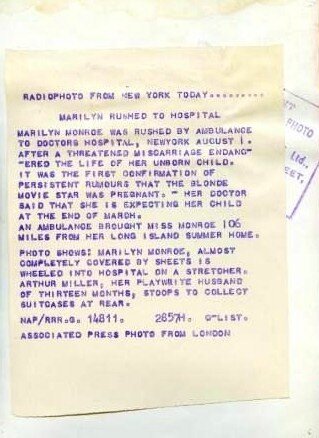 RADIOPHOTO FROM NEW YORK TODAY..........
MARILYN RUSHED TO HOSPITAL
MARILYN MONROE WAS RUSHED BY AMBULANCE
TO DOCTORS HOSPITAL, NEWYORK AUGUST 1.
AFTER A THREATENED MISCARRIAGE ENDANG"
"ERED THE LIFE OF HER UNBORN CHILD.
IT WAS THE FIRST CONFIRMATION OF
PERSISTENT RUMOURS THAT THE BLONDE
MOVIE STAR WAS PREGNANT. " HER DOCTOR
SAID THAT SHE IS EXPECTING HER CHILD
AT THE END OF MARCH.
AN AMBULANCE BROUGHT MISS MONROE 106
MILES FROM HER LONG ISLAND SUMMER HOME.
PHOTO SHOWS: MARILYN MONROE, ALMOST
COMPLETELY COVERED BY SHEETS IS
WHEELED INTO HOSPITAL ON A STRETCHER.
ARTHUR MILLER, HER PLAYWRITE HUSBAND
OF THIRTEEN MONTHS, STOOPS TO COLLECT
SUITCASES AT REAR.
NAP/RRR.G. 14811. 2857H. G-LIST.
ASSOCIATED PRESS PHOTO FROM LONDON.
PHOTO
Ltd.,